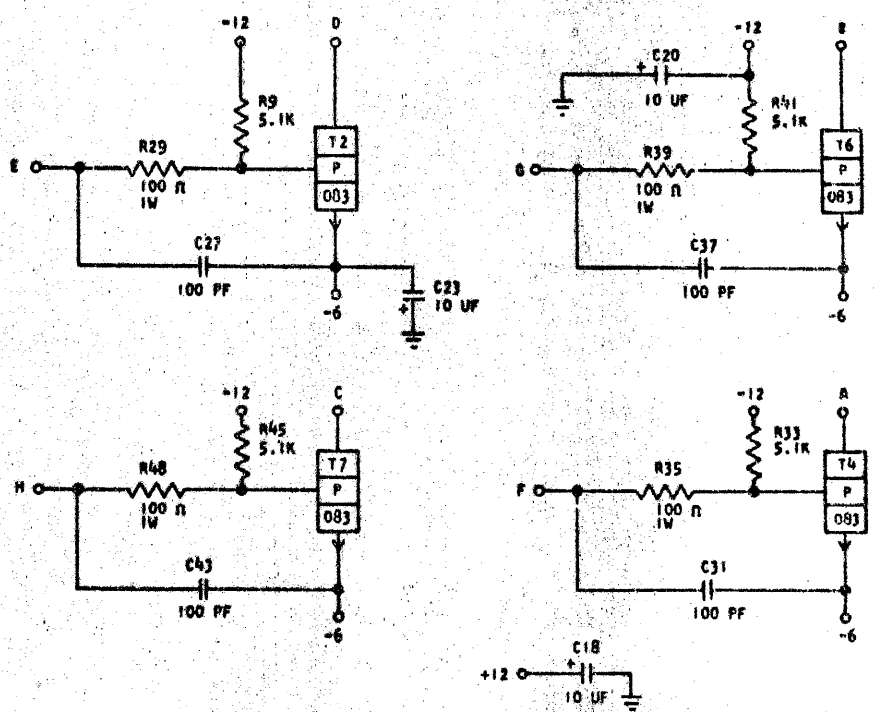 -12
D
R9
5.1K
R29
100 Ω
1W
T2
P
083
E
C27
100 PF
-6
C23
+
10 UF
-12
B
C20
+
10 UF
R41
5.1K
R39
100 Ω
1W
T6
P
083
G
C37
100 PF
-6
-12
C
R45
5.1K
R48
100 Ω
1W
T7
P
083
H
C43
100 PF
-6
-12
A
R33
5.1K
R35
100 Ω
1W
T4
P
083
F
C31
100 PF
-6
C18
+12
+
10 UF